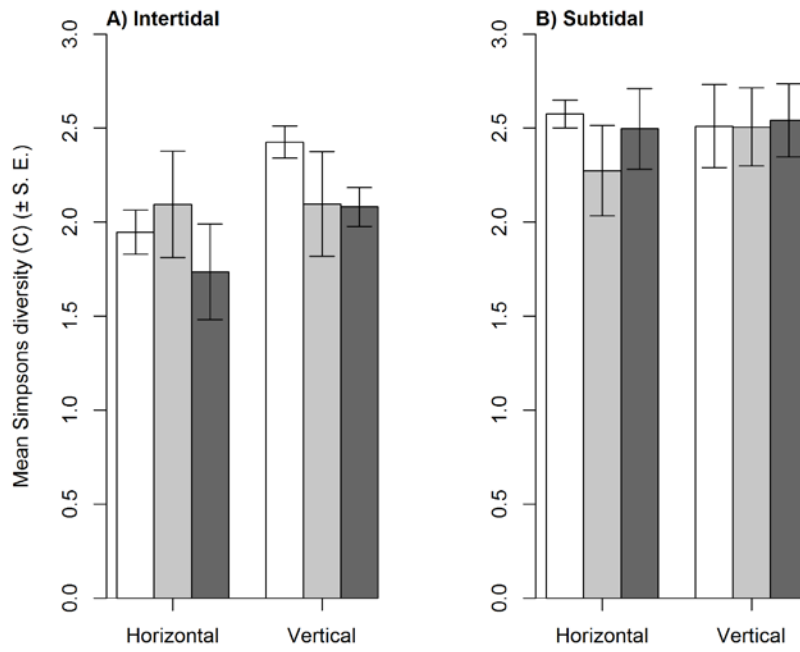 A) Intertidal
B) Subtidal
Mean Simpsons diversity (C) (± S. E.)
3.0
2.5
2.0
1.5
1.0
0.5
0.0
Horizontal
Vertical
3.0
2.5
2.0
1.5
1.0
0.5
0.0
Horizontal
Vertical